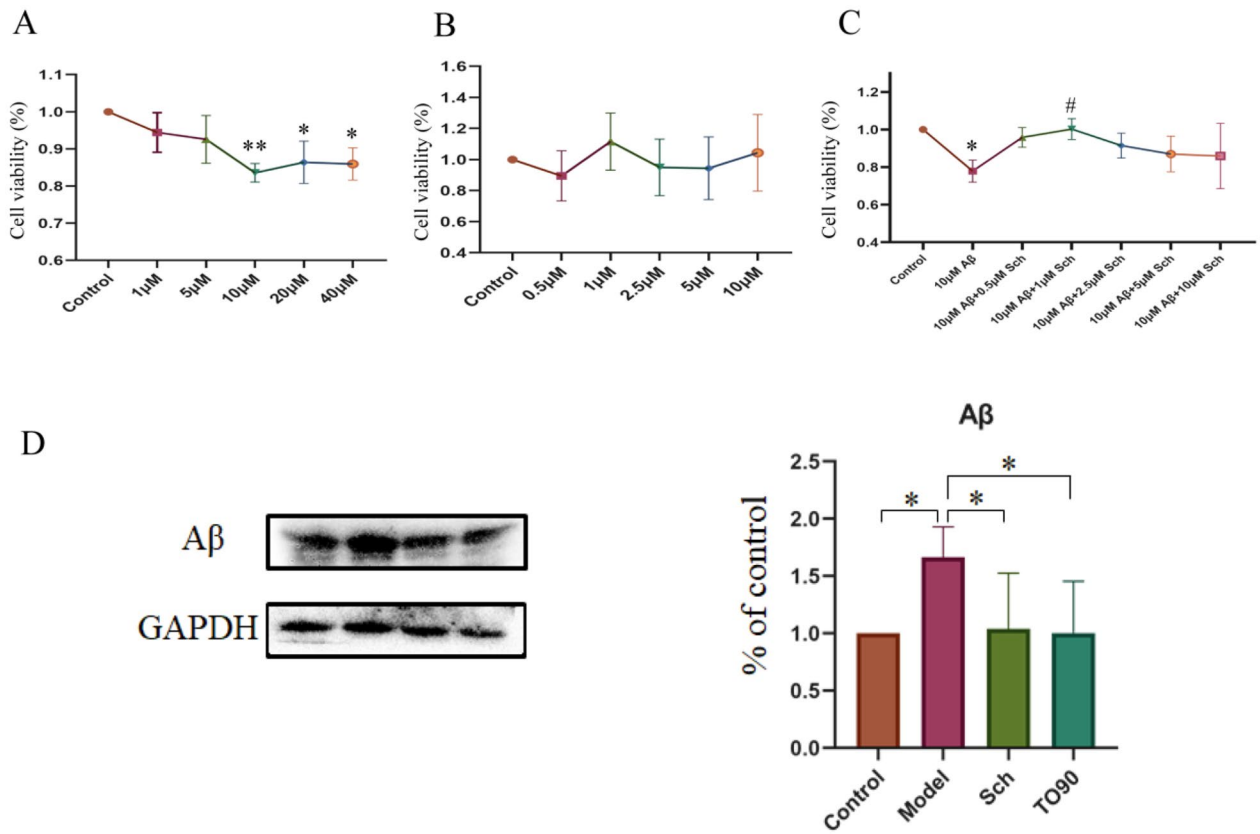 A
Cell viability (%)
1.1
1.0
0.9
0.8
0.7
0.6
**
*
*
Control
1μM
5μM
10μM
20μM
40μM
B
Cell viability (%)
1.6
1.4
1.2
1.0
0.8
0.6
0.4
Control
0.5μM
1μM
2.5μM
5μM
10μM
C
Cell viability (%)
1.2
1.0
0.8
0.6
0.4
*
#
Control
10μM Aβ
10μM Aβ+0.5μM Sch
10μM Aβ+1μM Sch
10μM Aβ+2.5μM Sch
10μM Aβ+5μM Sch
10μM Aβ+10μM Sch
D
Aβ
GAPDH
Aβ
% of control
2.5
2.0
1.5
1.0
0.5
0.0
*
*
*
Control
Model
Sch
TO90